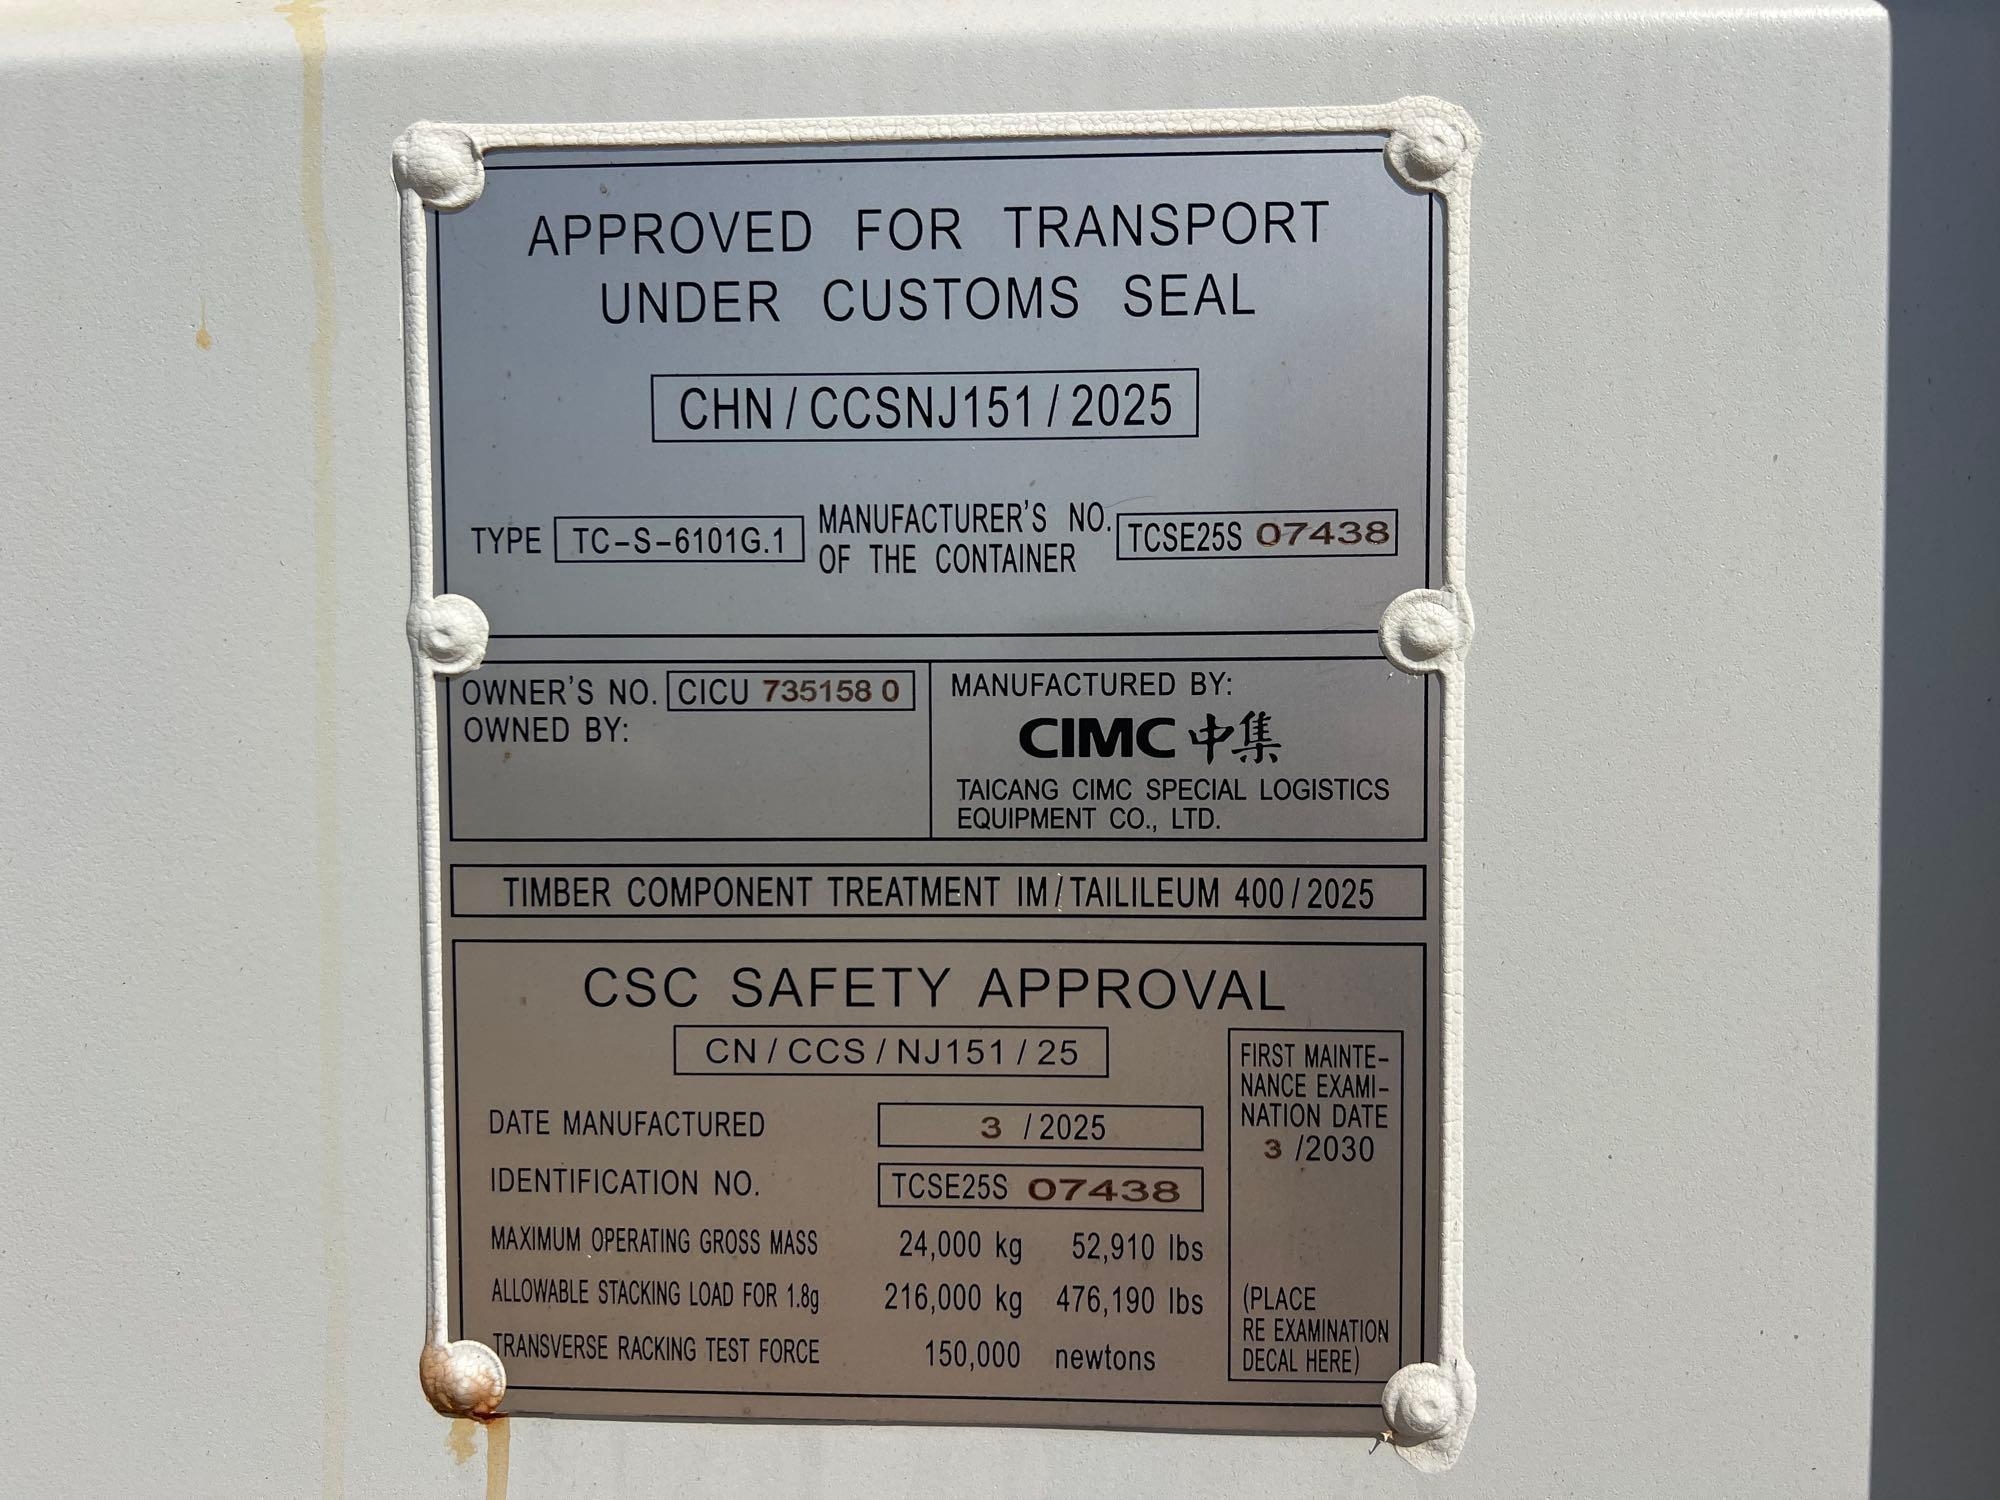 APPROVED FOR TRANSPORT
UNDER CUSTOMS SEAL
CHN/CCSNJ151/2025
TYPE TC-S-6101G.1 MANUFACTURER'S NO. OF THE CONTAINER TCSE25S 07438
OWNER'S NO. CICU 735158 0
OWNED BY:
MANUFACTURED BY:
CIMC 中集
TAICANG CIMC SPECIAL LOGISTICS
EQUIPMENT CO., LTD.
TIMBER COMPONENT TREATMENT IM/TAILILEUM 400/2025
CSC SAFETY APPROVAL
CN/CCS/NJ151/25
DATE MANUFACTURED 3 /2025
IDENTIFICATION NO. TCSE25S 07438
MAXIMUM OPERATING GROSS MASS 24,000 kg 52,910 lbs
ALLOWABLE STACKING LOAD FOR 1.8g 216,000 kg 476,190 lbs
TRANSVERSE RACKING TEST FORCE 150,000 newtons
FIRST MAINTE-
NANCE EXAMI-
NATION DATE
3 /2030
(PLACE
RE EXAMINATION
DECAL HERE)